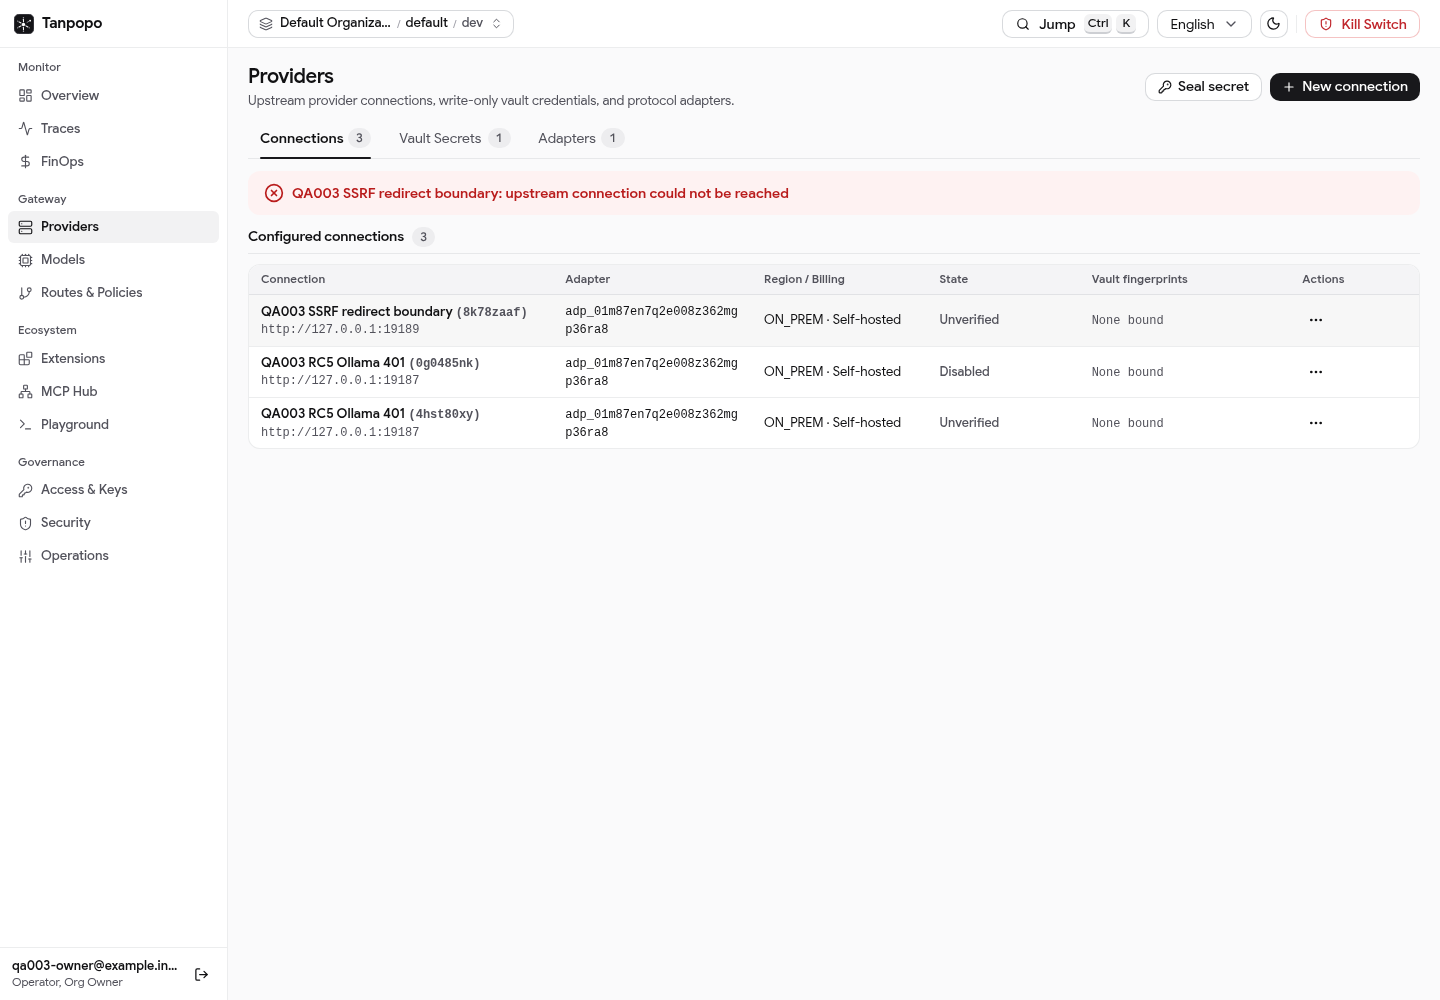 Tanpopo
Default Organiza... / default / dev
Jump Ctrl K
English
Kill Switch
Monitor
Overview
Traces
FinOps
Gateway
Providers
Models
Routes & Policies
Ecosystem
Extensions
MCP Hub
Playground
Governance
Access & Keys
Security
Operations
qa003-owner@example.in...
Operator, Org Owner
Providers
Upstream provider connections, write-only vault credentials, and protocol adapters.
Seal secret
New connection
Connections 3
Vault Secrets 1
Adapters 1
QA003 SSRF redirect boundary: upstream connection could not be reached
Configured connections 3
Connection Adapter Region / Billing State Vault fingerprints Actions
QA003 SSRF redirect boundary (8k78zaaf) adp_01m87en7q2e008z362mg ON_PREM · Self-hosted Unverified None bound ...
http://127.0.0.1:19189 p36ra8
QA003 RC5 Ollama 401 (0g0485nk) adp_01m87en7q2e008z362mg ON_PREM · Self-hosted Disabled None bound ...
http://127.0.0.1:19187 p36ra8
QA003 RC5 Ollama 401 (4hst80xy) adp_01m87en7q2e008z362mg ON_PREM · Self-hosted Unverified None bound ...
http://127.0.0.1:19187 p36ra8